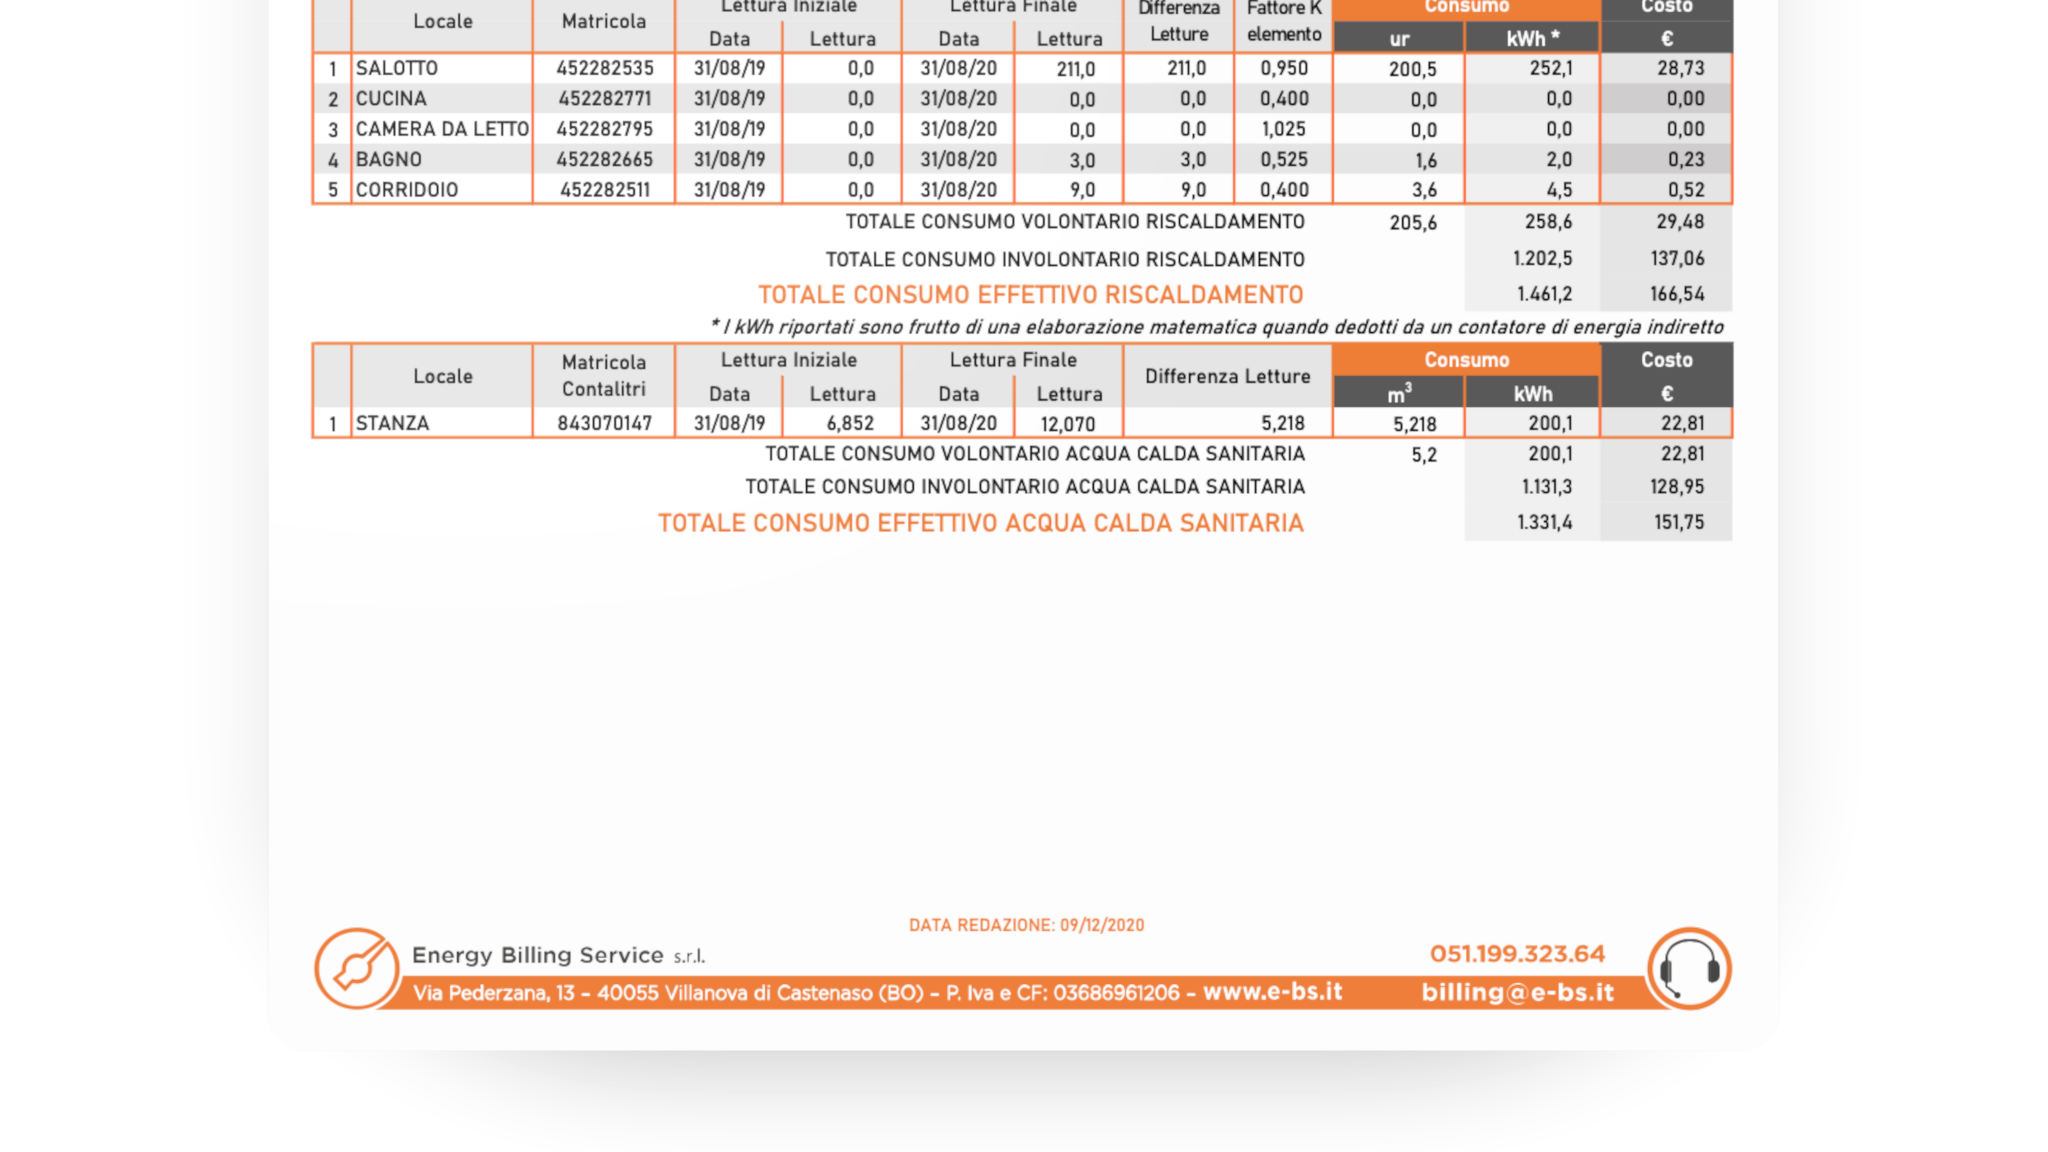 Locale Matricola Lettura Iniziale Lettura Finale Differenza Letture Fattore K elemento Consumo Costo
Data Lettura Data Lettura ur kWh * €
1 SALOTTO 452282535 31/08/19 0,0 31/08/20 211,0 211,0 0,950 200,5 252,1 28,73
2 CUCINA 452282771 31/08/19 0,0 31/08/20 0,0 0,0 0,400 0,0 0,0 0,00
3 CAMERA DA LETTO 452282795 31/08/19 0,0 31/08/20 0,0 0,0 1,025 0,0 0,0 0,00
4 BAGNO 452282665 31/08/19 0,0 31/08/20 3,0 3,0 0,525 1,6 2,0 0,23
5 CORRIDOIO 452282511 31/08/19 0,0 31/08/20 9,0 9,0 0,400 3,6 4,5 0,52
TOTALE CONSUMO VOLONTARIO RISCALDAMENTO 205,6 258,6 29,48
TOTALE CONSUMO INVOLONTARIO RISCALDAMENTO 1.202,5 137,06
TOTALE CONSUMO EFFETTIVO RISCALDAMENTO 1.461,2 166,54
* I kWh riportati sono frutto di una elaborazione matematica quando dedotti da un contatore di energia indiretto
Locale Matricola Contalitri Lettura Iniziale Lettura Finale Differenza Letture Consumo Costo
Data Lettura Data Lettura m³ kWh €
1 STANZA 843070147 31/08/19 6,852 31/08/20 12,070 5,218 5,218 200,1 22,81
TOTALE CONSUMO VOLONTARIO ACQUA CALDA SANITARIA 5,2 200,1 22,81
TOTALE CONSUMO INVOLONTARIO ACQUA CALDA SANITARIA 1.131,3 128,95
TOTALE CONSUMO EFFETTIVO ACQUA CALDA SANITARIA 1.331,4 151,75
DATA REDAZIONE: 09/12/2020
Energy Billing Service s.r.l. 051.199.323.64
Via Pederzana, 13 – 40055 Villanova di Castenaso (BO) – P. Iva e CF: 03686961206 – www.e-bs.it billing@e-bs.it